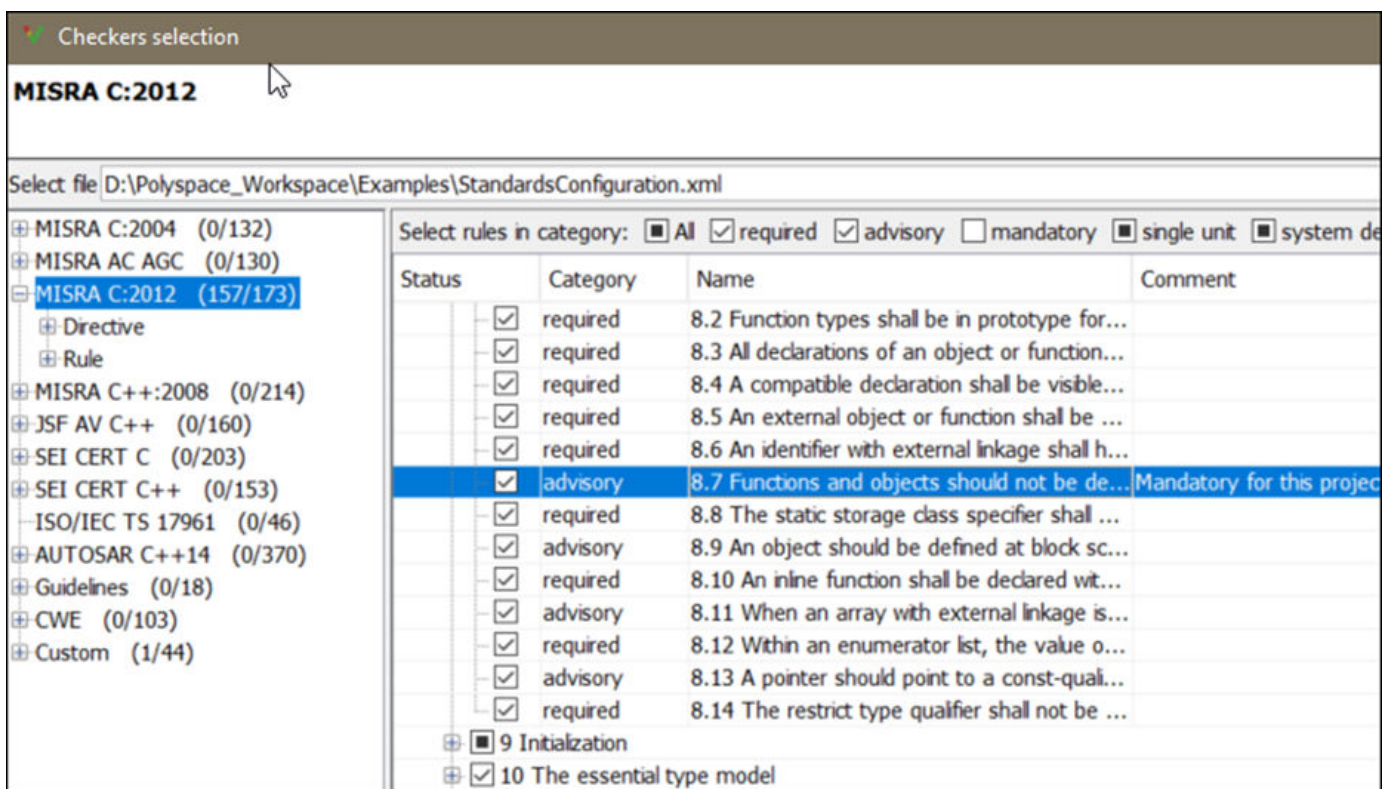 Checkers selection
MISRA C:2012
Select file D:\Polyspace_Workspace\Examples\StandardsConfiguration.xml
MISRA C:2004 (0/132)
MISRA AC AGC (0/130)
MISRA C:2012 (157/173)
Directive
Rule
MISRA C++:2008 (0/214)
JSF AV C++ (0/160)
SEI CERT C (0/203)
SEI CERT C++ (0/153)
ISO/IEC TS 17961 (0/46)
AUTOSAR C++14 (0/370)
Guidelines (0/18)
CWE (0/103)
Custom (1/44)
Select rules in category: All required advisory mandatory single unit system de
Status Category Name Comment
required 8.2 Function types shall be in prototype for...
required 8.3 All declarations of an object or function...
required 8.4 A compatible declaration shall be visible...
required 8.5 An external object or function shall be ...
required 8.6 An identifier with external linkage shall h...
advisory 8.7 Functions and objects should not be de... Mandatory for this projec
required 8.8 The static storage class specifier shall ...
advisory 8.9 An object should be defined at block sc...
required 8.10 An inline function shall be declared wit...
advisory 8.11 When an array with external linkage is...
required 8.12 Within an enumerator list, the value o...
advisory 8.13 A pointer should point to a const-quali...
required 8.14 The restrict type qualifier shall not be ...
9 Initialization
10 The essential type model